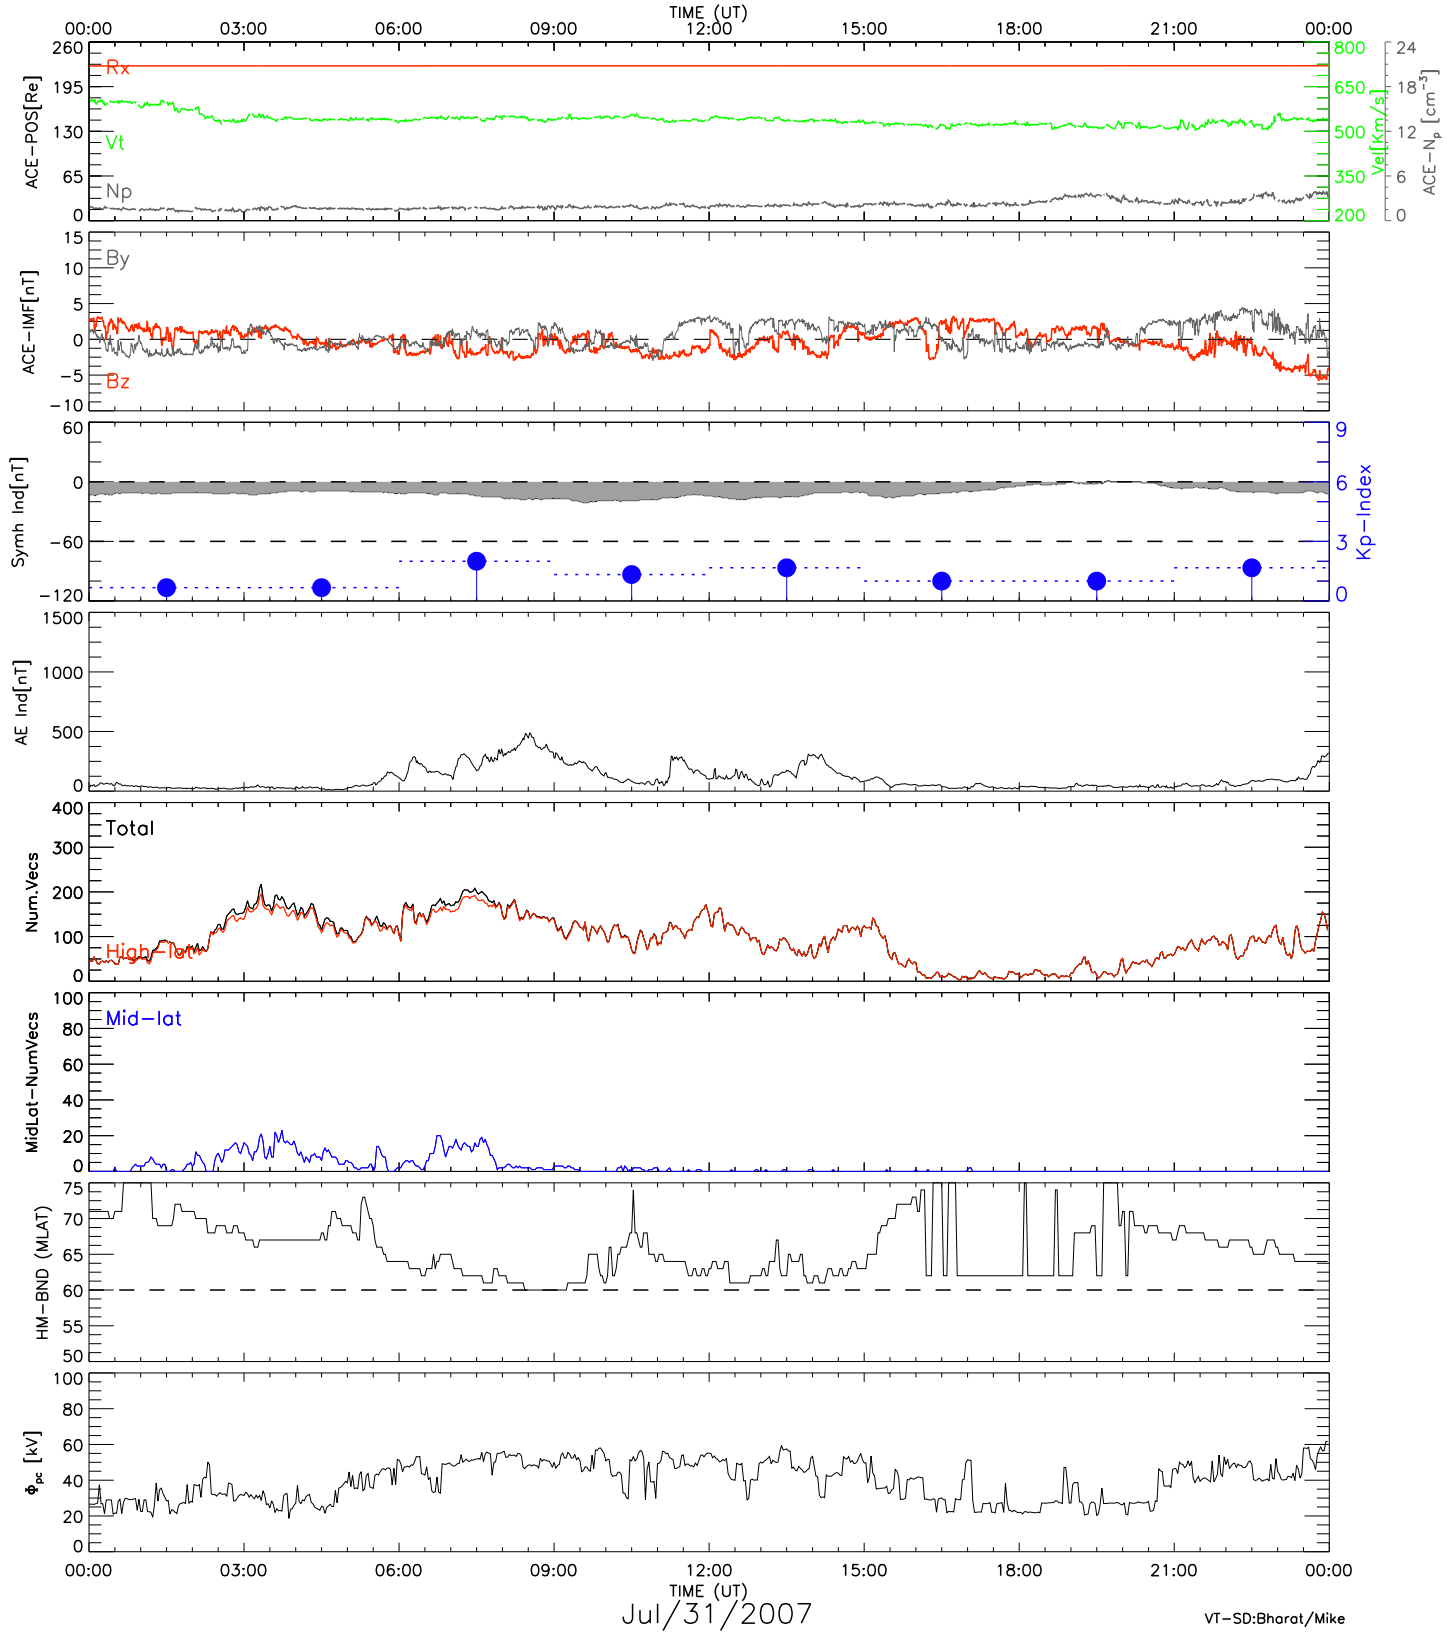 TIME (UT)
00:00 03:00 06:00 09:00 12:00 15:00 18:00 21:00 00:00
260 195 130 65 0
ACE-POS[Re]
Rx
Vt
Np
800 650 500 350 200
Vel[Km/s]
24 18 12 6 0
ACE-Np [cm⁻³]
15 10 5 0 -5 -10
ACE-IMF[nT]
By
Bz
60 0 -60 -120
Symh Ind[nT]
9 6 3 0
Kp-Index
1500 1000 500 0
AE Ind[nT]
400 300 200 100 0
Num.Vecs
Total
High-lat
100 80 60 40 20 0
MidLat-NumVecs
Mid-lat
75 70 65 60 55 50
HM-BND (MLAT)
100 80 60 40 20 0
Φpc [kV]
00:00 03:00 06:00 09:00 12:00 15:00 18:00 21:00 00:00
TIME (UT)
Jul/31/2007
VT-SD:Bharat/Mike